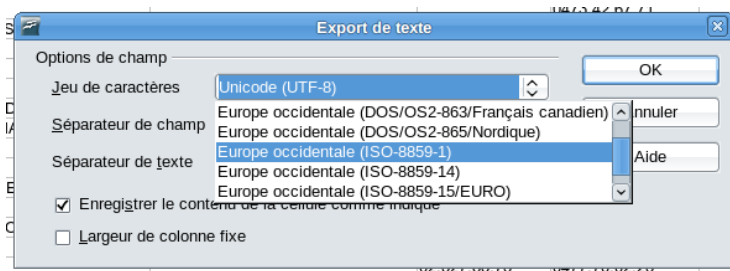 Export de texte
Options de champ
Jeu de caractères
Unicode (UTF-8)
OK
Europe occidentale (DOS/OS2-863/Français canadien)
nnuler
Séparateur de champ
Europe occidentale (DOS/OS2-865/Nordique)
Europe occidentale (ISO-8859-1)
Séparateur de texte
Aide
Europe occidentale (ISO-8859-14)
Europe occidentale (ISO-8859-15/EURO)
Enregistrer le contenu de la cellule comme indiqué
Largeur de colonne fixe